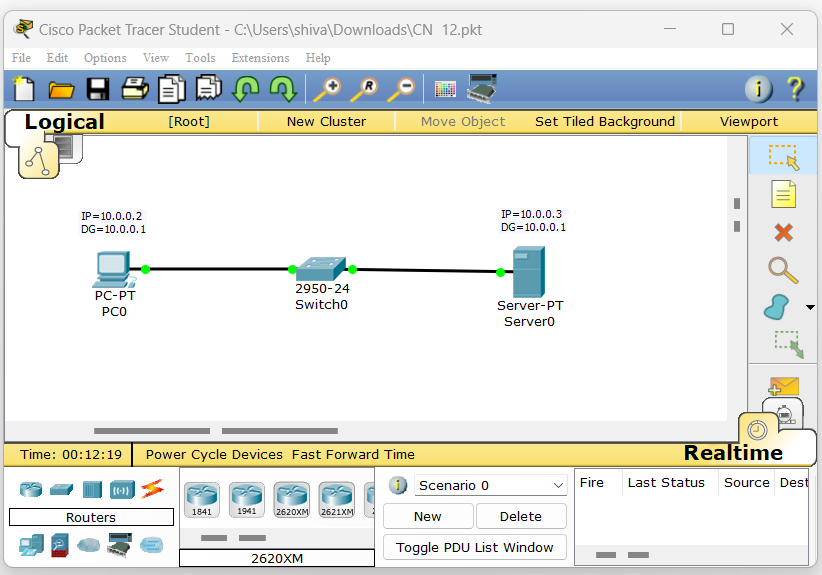 Cisco Packet Tracer Student - C:\Users\shiva\Downloads\CN  12.pkt
File Edit Options View Tools Extensions Help
Logical [Root] New Cluster Move Object Set Tiled Background Viewport
IP=10.0.0.2
DG=10.0.0.1
IP=10.0.0.3
DG=10.0.0.1
PC-PT
PC0
2950-24
Switch0
Server-PT
Server0
Time: 00:12:19 Power Cycle Devices Fast Forward Time Realtime
Routers
1841 1941 2620XM 2621XM
2620XM
Scenario 0
New Delete
Toggle PDU List Window
Fire Last Status Source Dest